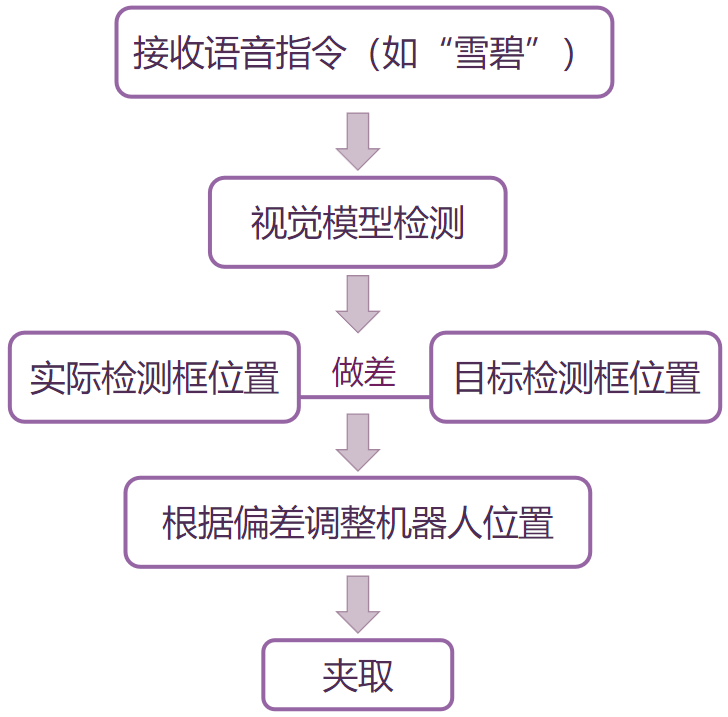 接收语音指令（如“雪碧”）
视觉模型检测
实际检测框位置
做差
目标检测框位置
根据偏差调整机器人位置
夹取